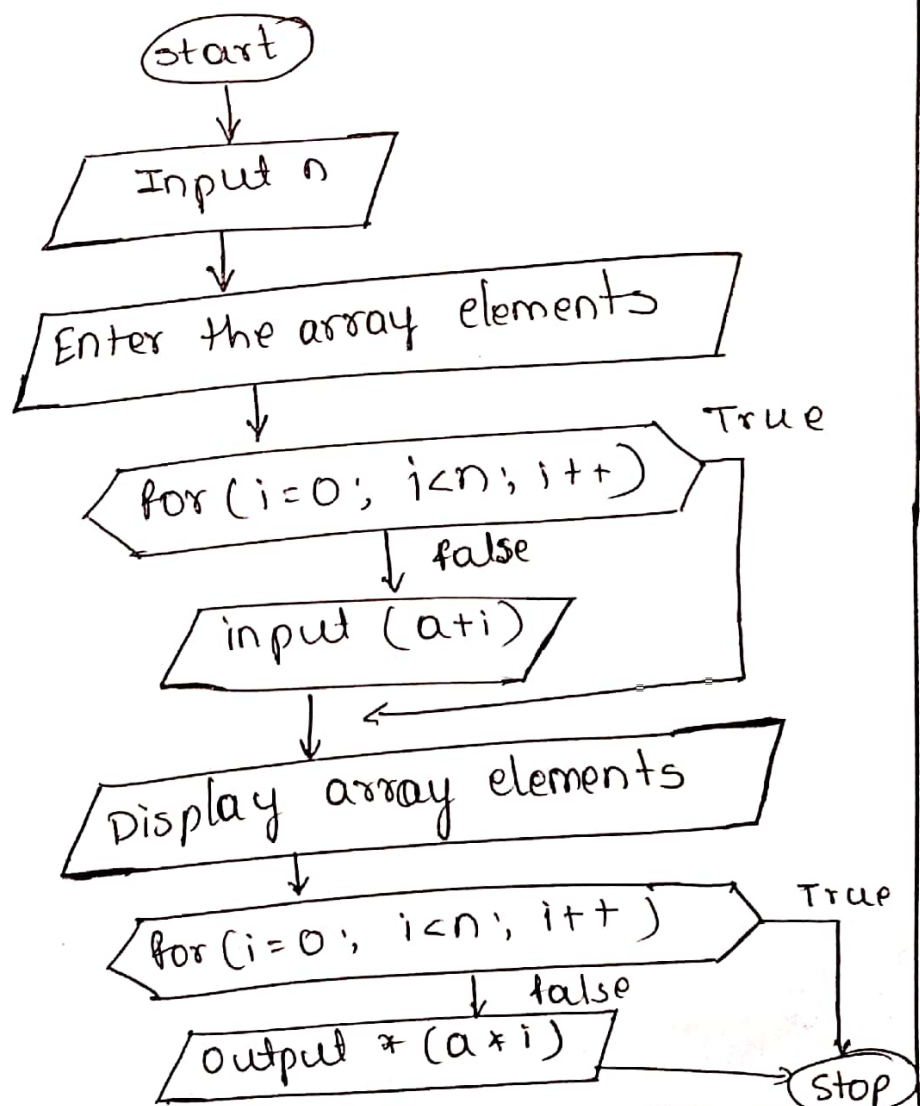 start
Input n
Enter the array elements
True
for (i=0; i<n; i++)
false
input (a+i)
Display array elements
True
for (i=0; i<n; i++)
false
output *(a*i)
stop